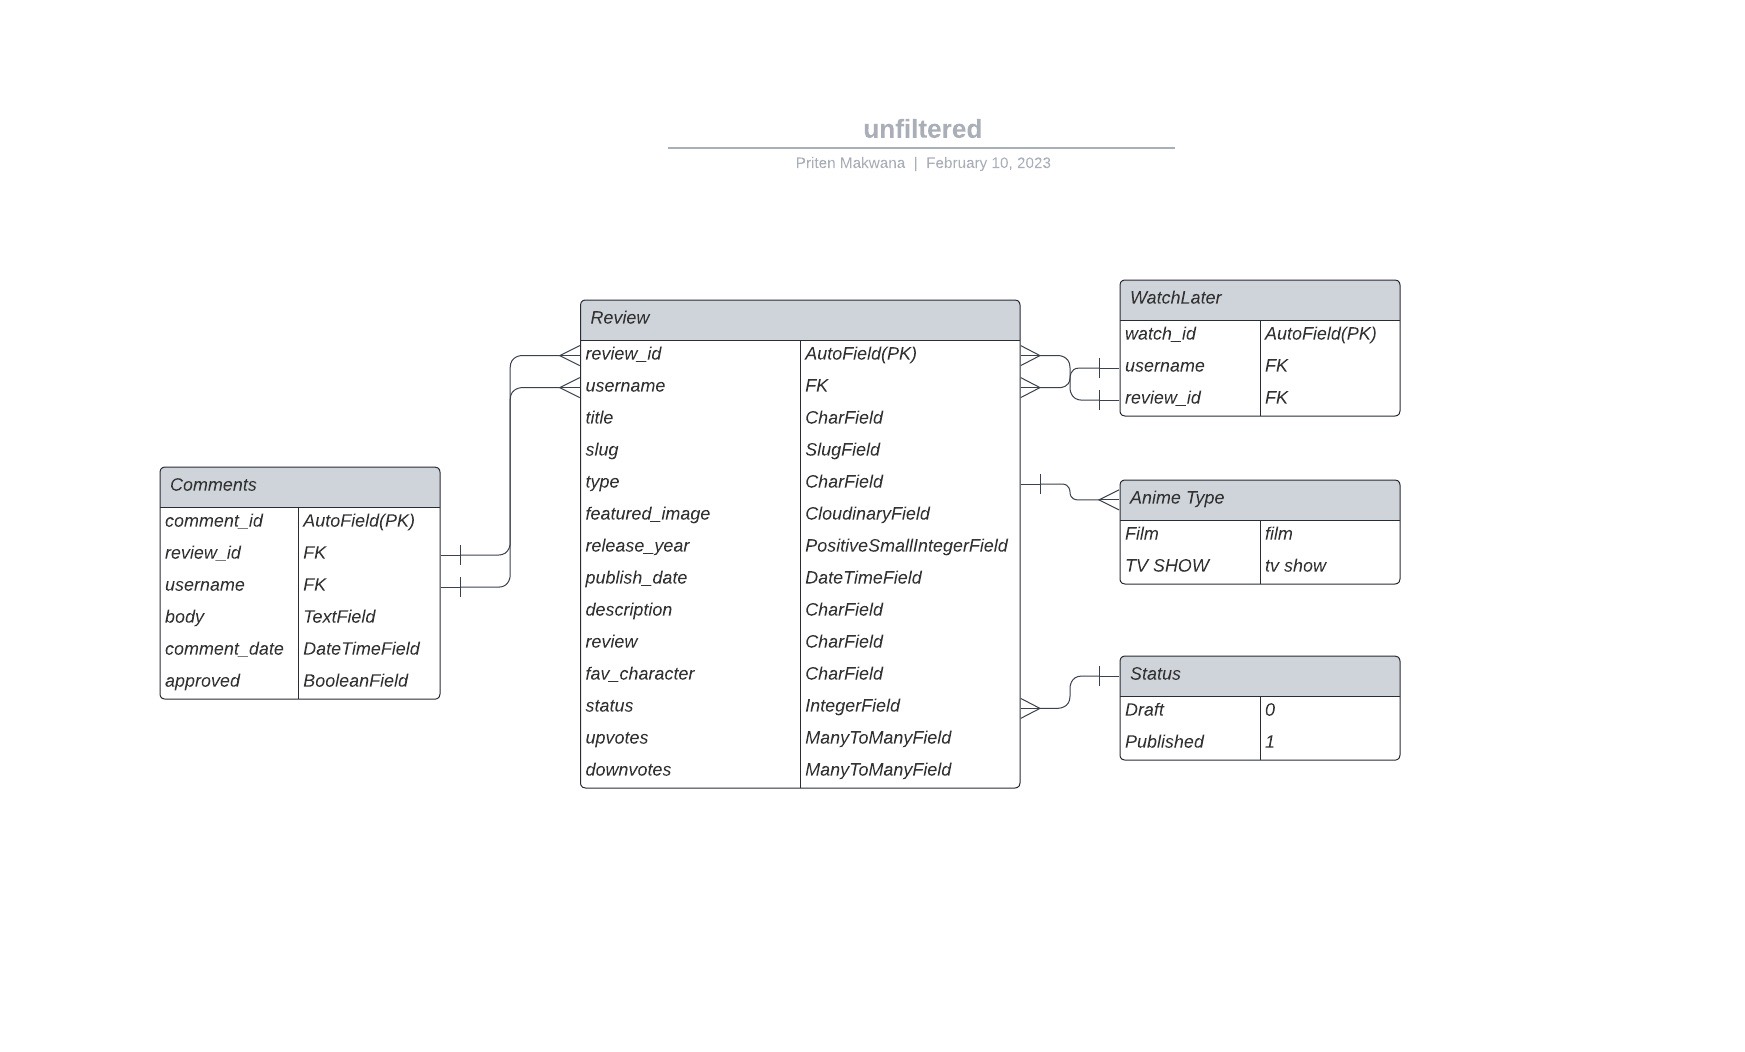 unfiltered
Priten Makwana | February 10, 2023
Comments
comment_id AutoField(PK)
review_id FK
username FK
body TextField
comment_date DateTimeField
approved BooleanField
Review
review_id AutoField(PK)
username FK
title CharField
slug SlugField
type CharField
featured_image CloudinaryField
release_year PositiveSmallIntegerField
publish_date DateTimeField
description CharField
review CharField
fav_character CharField
status IntegerField
upvotes ManyToManyField
downvotes ManyToManyField
WatchLater
watch_id AutoField(PK)
username FK
review_id FK
Anime Type
Film film
TV SHOW tv show
Status
Draft 0
Published 1